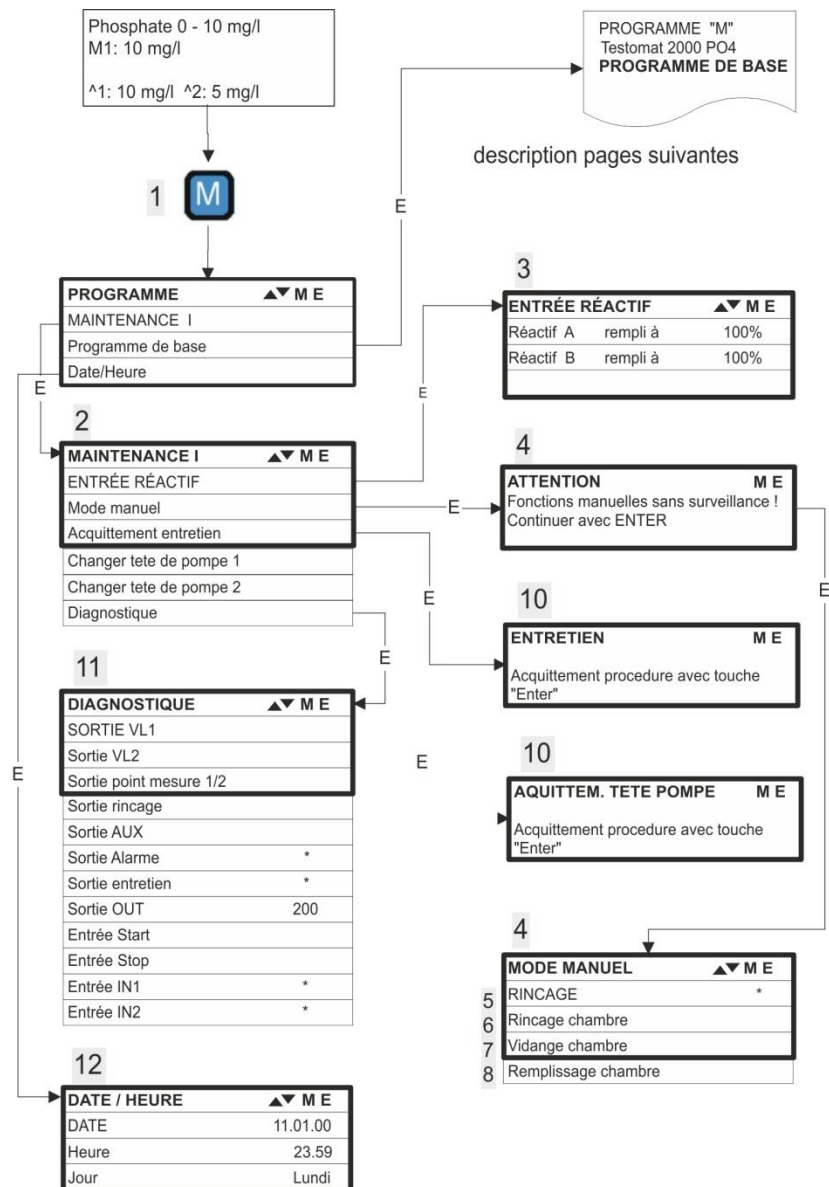 Phosphate 0 - 10 mg/l
M1: 10 mg/l
^1: 10 mg/l ^2: 5 mg/l
PROGRAMME "M"
Testomat 2000 PO4
PROGRAMME DE BASE
description pages suivantes
1
M
E
PROGRAMME ▲▼ M E
MAINTENANCE I
Programme de base
Date/Heure
E
E
3
ENTRÉE RÉACTIF ▲▼ M E
Réactif A rempli à 100%
Réactif B rempli à 100%
2
MAINTENANCE I ▲▼ M E
ENTRÉE RÉACTIF
Mode manuel
Acquittement entretien
Changer tete de pompe 1
Changer tete de pompe 2
Diagnostique
E
E
E
4
ATTENTION M E
Fonctions manuelles sans surveillance !
Continuer avec ENTER
E
10
ENTRETIEN M E
Acquittement procedure avec touche
"Enter"
11
DIAGNOSTIQUE ▲▼ M E
SORTIE VL1
Sortie VL2
Sortie point mesure 1/2
Sortie rincage
Sortie AUX
Sortie Alarme *
Sortie entretien *
Sortie OUT 200
Entrée Start
Entrée Stop
Entrée IN1 *
Entrée IN2 *
E
E
10
AQUITTEM. TETE POMPE M E
Acquittement procedure avec touche
"Enter"
4
MODE MANUEL ▲▼ M E
5 RINCAGE *
6 Rincage chambre
7 Vidange chambre
8 Remplissage chambre
12
DATE / HEURE ▲▼ M E
DATE 11.01.00
Heure 23.59
Jour Lundi